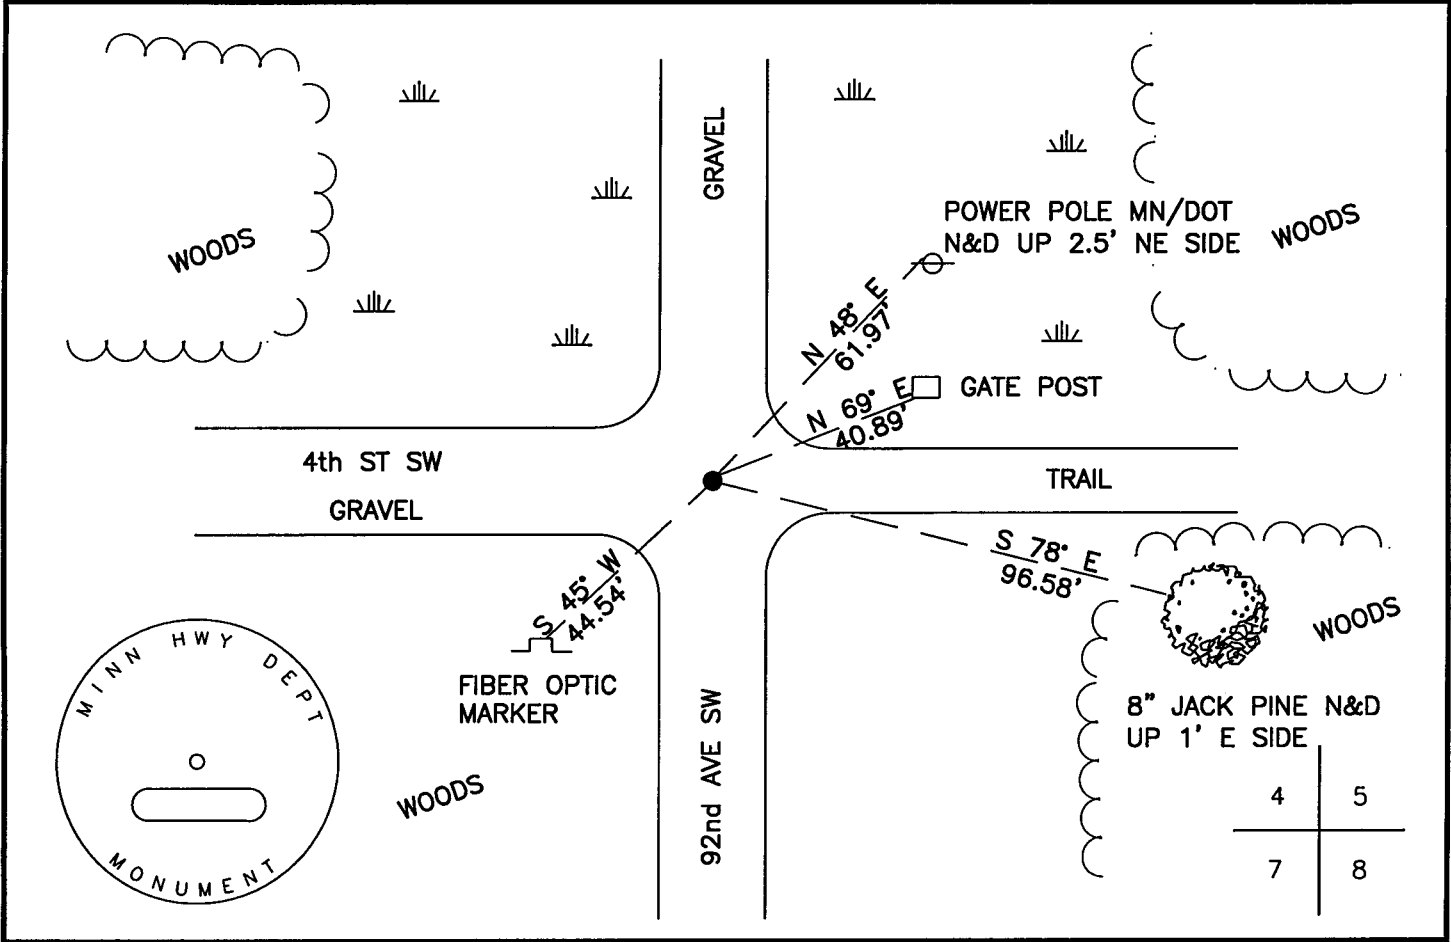 GRAVEL
POWER POLE MN/DOT
N&D UP 2.5' NE SIDE
WOODS
WOODS
N 48° E
61.97'
N 69° E
40.89'
GATE POST
4th ST SW
GRAVEL
TRAIL
S 78° E
96.58'
S 45° W
44.54'
WOODS
MINN HWY DEPT
MONUMENT
FIBER OPTIC
MARKER
92nd AVE SW
8" JACK PINE N&D
UP 1' E SIDE
WOODS
4 5
7 8